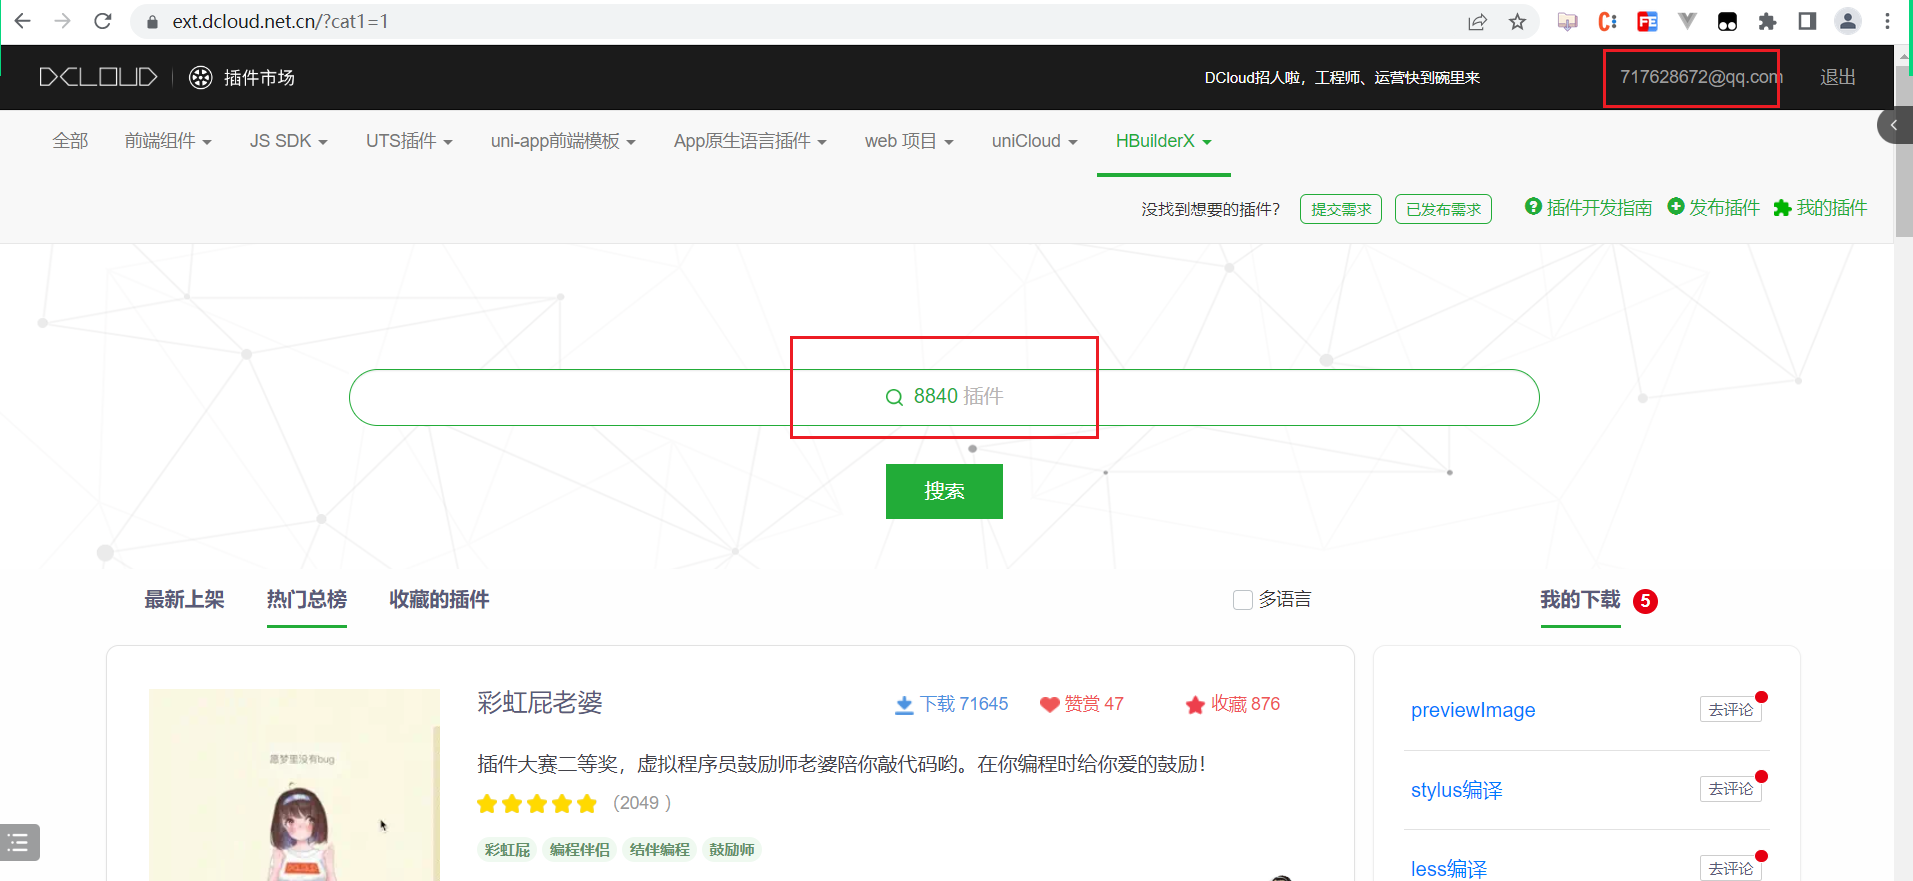 ext.dcloud.net.cn/?cat1=1
DCLOUD 插件市场 DCloud招人啦，工程师、运营快到碗里来 717628672@qq.com 退出
全部 前端组件 JS SDK UTS插件 uni-app前端模板 App原生语言插件 web 项目 uniCloud HBuilderX
没找到想要的插件? 提交需求 已发布需求 插件开发指南 发布插件 我的插件
8840 插件
搜索
最新上架 热门总榜 收藏的插件 多语言 我的下载 5
彩虹屁老婆 下载 71645 赞赏 47 收藏 876
插件大赛二等奖，虚拟程序员鼓励师老婆陪你敲代码哟。在你编程时给你爱的鼓励！
（2049 ）
彩虹屁 编程伴侣 结伴编程 鼓励师
愿梦里没有bug
previewImage 去评论
stylus编译 去评论
less编译 去评论